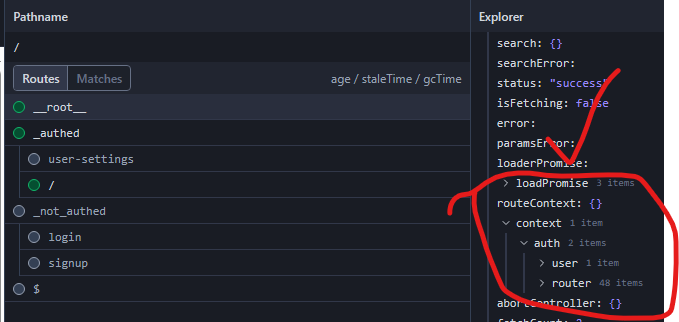 Pathname
/
Routes
Matches
age / staleTime / gcTime
__root__
_authed
user-settings
/
_not_authed
login
signup
$
Explorer
search: {}
searchError:
status: "success"
isFetching: false
error:
paramsError:
loaderPromise:
loadPromise 3 items
routeContext: {}
context 1 item
auth 2 items
user 1 item
router 48 items
abortController: {}
fetchCount: 2